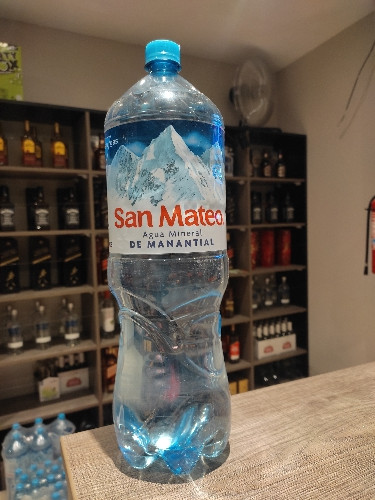 San Mateo
Agua Mineral
DE MANANTIAL